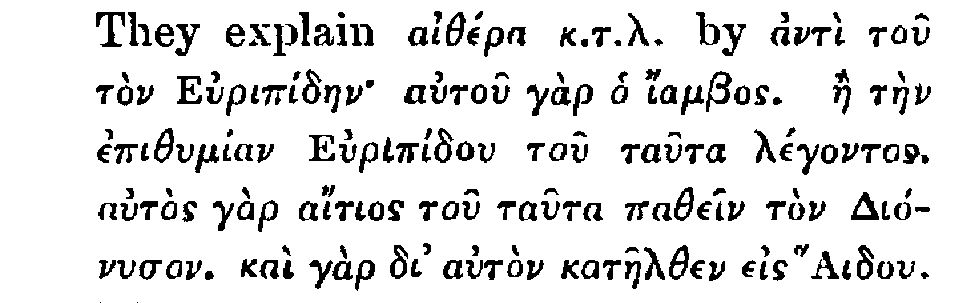 They explain αἰθέρα κ.τ.λ. by ἀντὶ τοῦ
τὸν Εὐριπίδην· αὐτοῦ γὰρ ὁ ἴαμβος. ἢ τὴν
ἐπιθυμίαν Εὐριπίδου τοῦ ταῦτα λέγοντος.
αὐτὸς γὰρ αἴτιος τοῦ ταῦτα παθεῖν τὸν Διό-
νυσον. καὶ γὰρ δι’ αὐτὸν κατῆλθεν εἰς Ἅιδου.